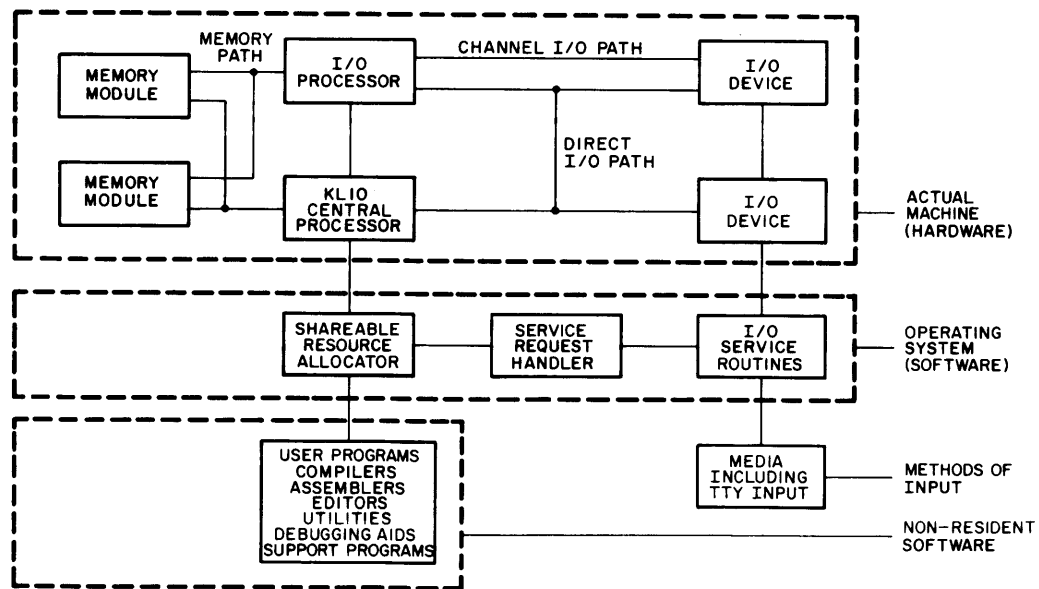 MEMORY
PATH
CHANNEL I/O PATH
MEMORY
MODULE
I/O
PROCESSOR
I/O
DEVICE
DIRECT
I/O PATH
MEMORY
MODULE
KLIO
CENTRAL
PROCESSOR
I/O
DEVICE
ACTUAL
MACHINE
(HARDWARE)
SHAREABLE
RESOURCE
ALLOCATOR
SERVICE
REQUEST
HANDLER
I/O
SERVICE
ROUTINES
OPERATING
SYSTEM
(SOFTWARE)
USER PROGRAMS
COMPILERS
ASSEMBLERS
EDITORS
UTILITIES
DEBUGGING AIDS
SUPPORT PROGRAMS
MEDIA
INCLUDING
TTY INPUT
METHODS OF
INPUT
NON-RESIDENT
SOFTWARE